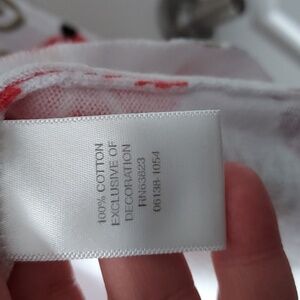 100% COTTON
EXCLUSIVE OF
DECORATION
RN63823
06138-1054